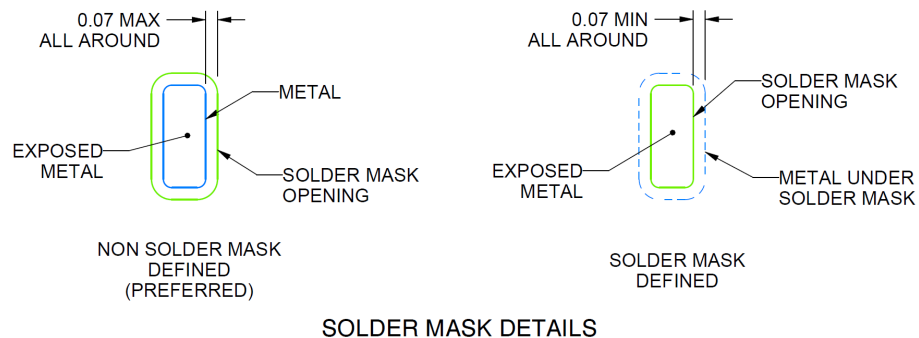 0.07 MAX
ALL AROUND
METAL
EXPOSED
METAL
SOLDER MASK
OPENING
NON SOLDER MASK
DEFINED
(PREFERRED)
0.07 MIN
ALL AROUND
SOLDER MASK
OPENING
EXPOSED
METAL
METAL UNDER
SOLDER MASK
SOLDER MASK
DEFINED
SOLDER MASK DETAILS